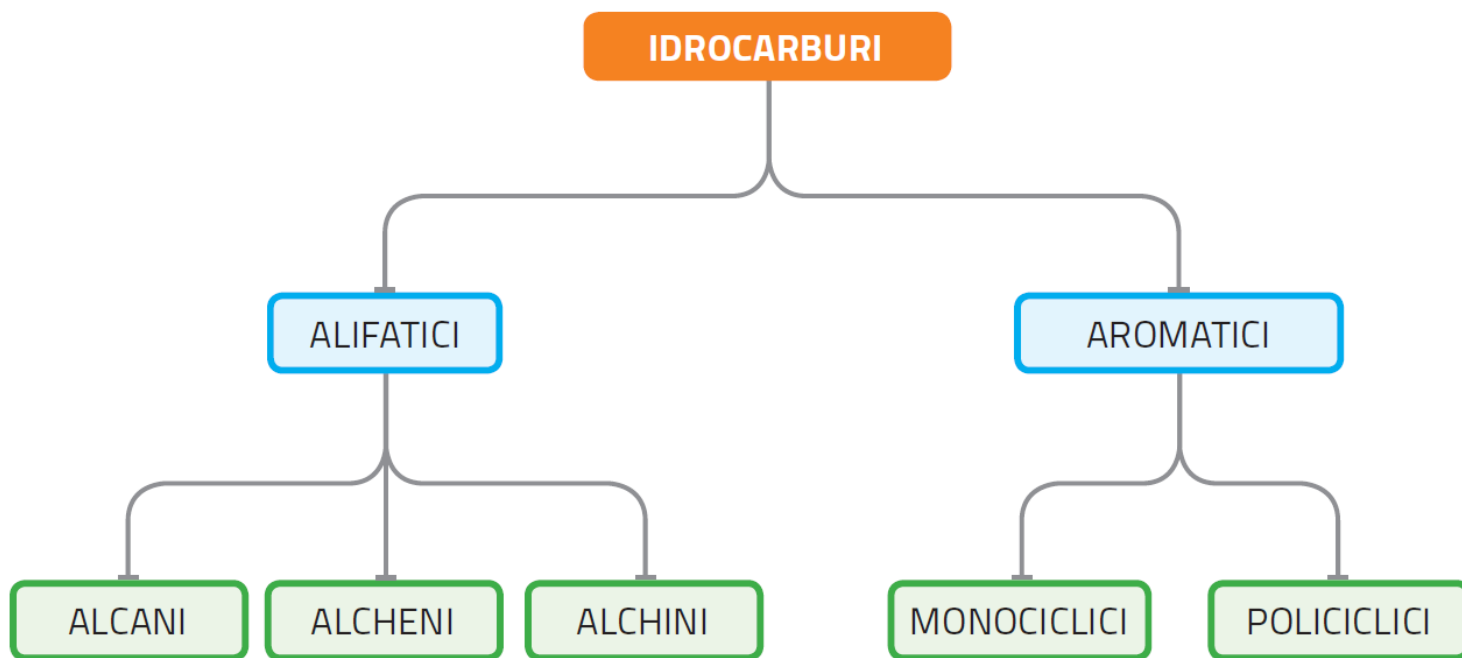 IDROCARBURI
ALIFATICI
AROMATICI
ALCANI
ALCHENI
ALCHINI
MONOCICLICI
POLICICLICI